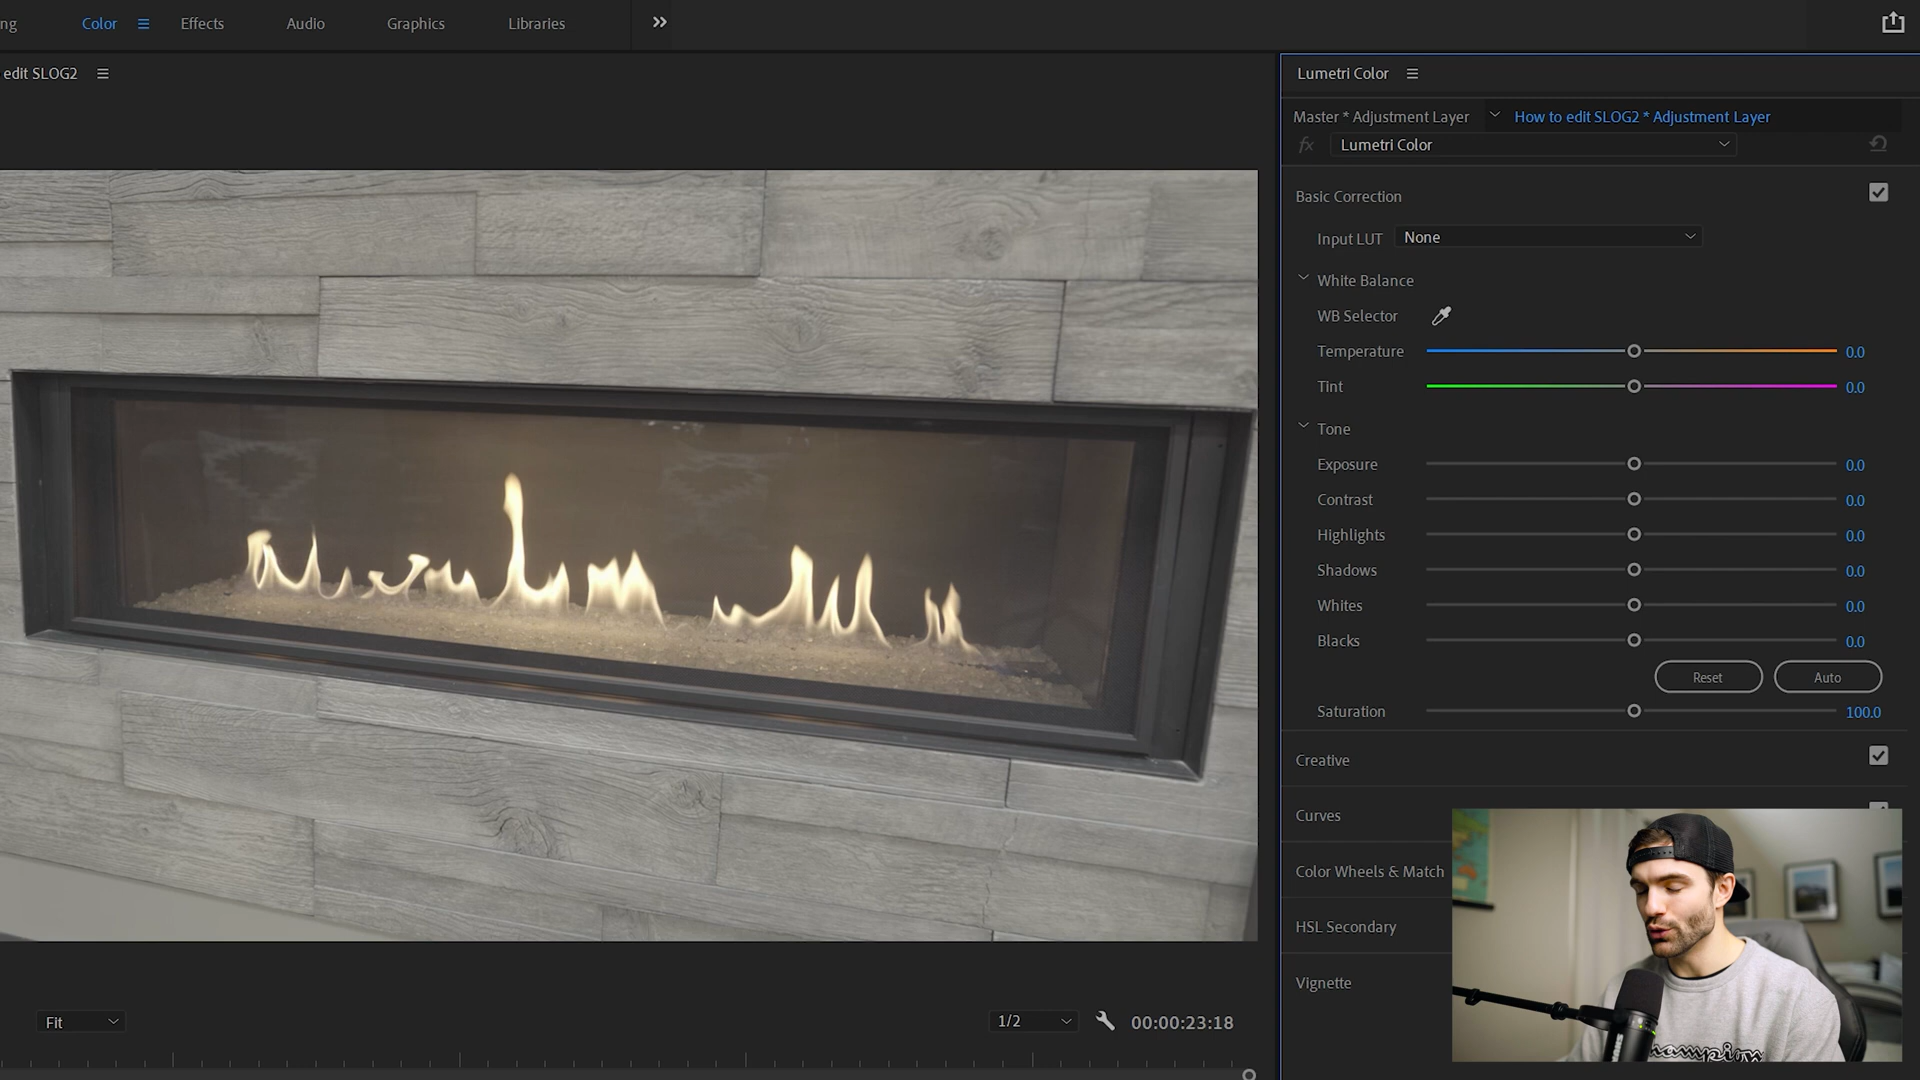 ng Color Effects Audio Graphics Libraries
edit SLOG2
Lumetri Color
Master * Adjustment Layer How to edit SLOG2 * Adjustment Layer
fx Lumetri Color
Basic Correction
Input LUT None
White Balance
WB Selector
Temperature 0.0
Tint 0.0
Tone
Exposure 0.0
Contrast 0.0
Highlights 0.0
Shadows 0.0
Whites 0.0
Blacks 0.0
Reset Auto
Saturation 100.0
Creative
Curves
Color Wheels & Match
HSL Secondary
Vignette
Fit 1/2 00:00:23:18
Champion